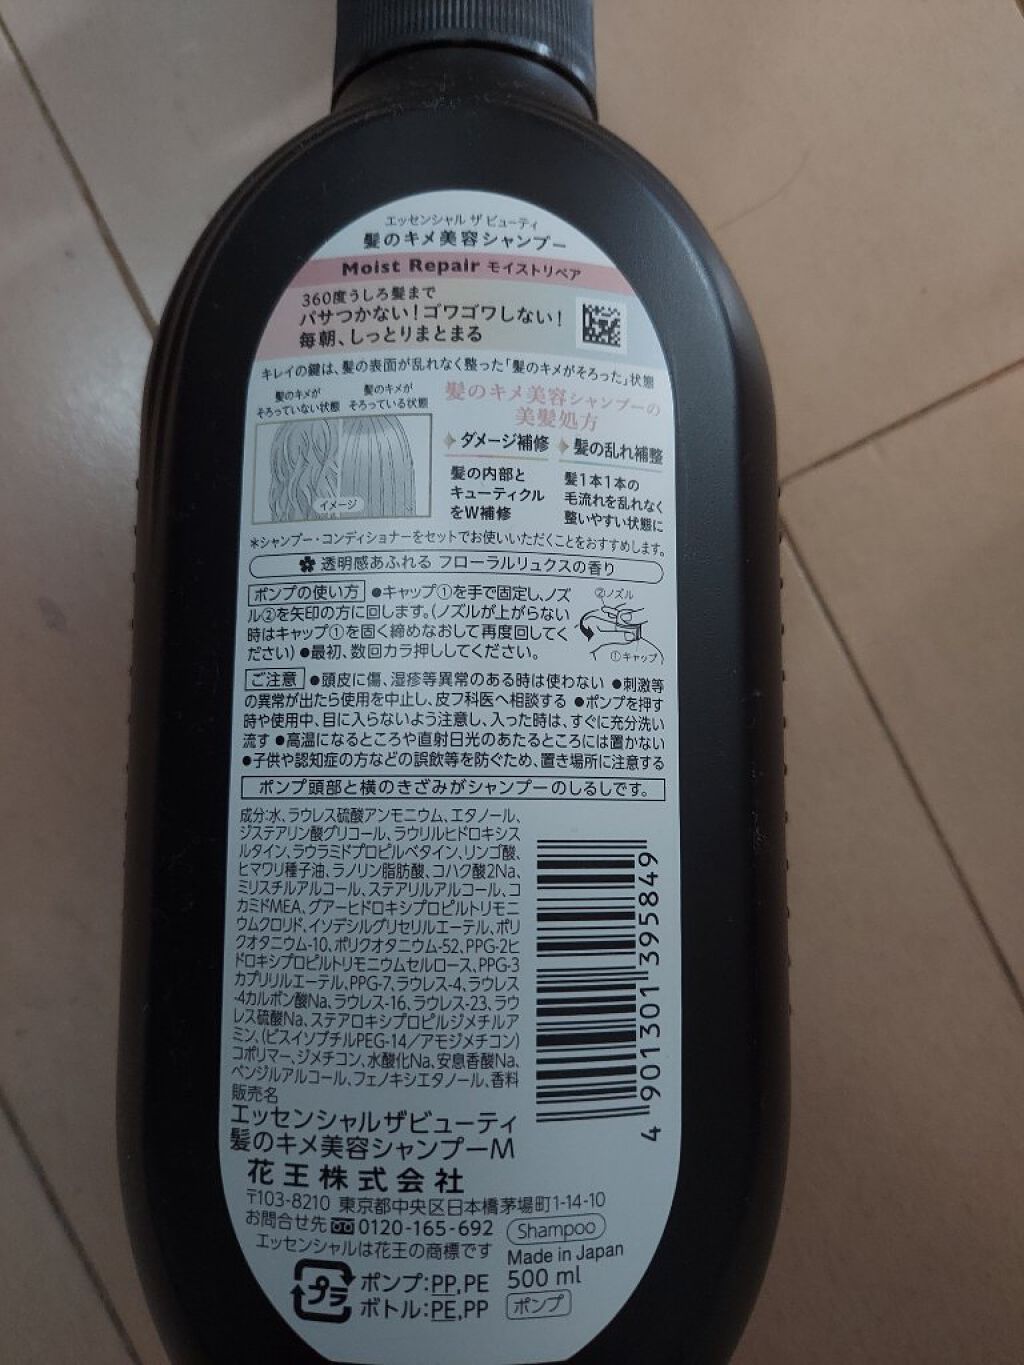 エッセンシャル ザ ビューティ
髪のキメ美容シャンプー
Moist Repair モイストリペア
360度うしろ髪まで
パサつかない!ゴワゴワしない!
毎朝、しっとりまとまる
キレイの鍵は、髪の表面が乱れなく整った「髪のキメがそろった」状態
髪のキメが
そろっていない状態
髪のキメが
そろっている状態
イメージ
髪のキメ美容シャンプーの
美髪処方
ダメージ補修
髪の内部と
キューティクル
をW補修
髪の乱れ補整
髪1本1本の
毛流れを乱れなく
整いやすい状態に
*シャンプー・コンディショナーをセットでお使いいただくことをおすすめします。
透明感あふれる フローラルリュクスの香り
ポンプの使い方 ●キャップ①を手で固定し、ノズ
ル②を矢印の方に回します。(ノズルが上がらない
時はキャップ①を固く締めなおして再度回してく
ださい) ●最初、数回カラ押ししてください。
②ノズル
①キャップ
ご注意 ●頭皮に傷、湿疹等異常のある時は使わない ●刺激等
の異常が出たら使用を中止し、皮フ科医へ相談する ●ポンプを押す
時や使用中、目に入らないよう注意し、入った時は、すぐに充分洗い
流す ●高温になるところや直射日光のあたるところには置かない
●子供や認知症の方などの誤飲等を防ぐため、置き場所に注意する
ポンプ頭部と横のきざみがシャンプーのしるしです。
成分:水、ラウレス硫酸アンモニウム、エタノール、
ジステアリン酸グリコール、ラウリルヒドロキシス
ルタイン、ラウラミドプロピルベタイン、リンゴ酸、
ヒマワリ種子油、ラノリン脂肪酸、コハク酸2Na、
ミリスチルアルコール、ステアリルアルコール、コ
カミドMEA、グアーヒドロキシプロピルトリモニ
ウムクロリド、イソデシルグリセリルエーテル、ポリ
クオタニウム-10、ポリクオタニウム-52、PPG-2ヒ
ドロキシプロピルトリモニウムセルロース、PPG-3
カプリリルエーテル、PPG-7、ラウレス-4、ラウレス
-4カルボン酸Na、ラウレス-16、ラウレス-23、ラウ
レス硫酸Na、ステアロキシプロピルジメチルア
ミン、(ビスイソブチルPEG-14/アモジメチコン)
コポリマー、ジメチコン、水酸化Na、安息香酸Na、
ベンジルアルコール、フェノキシエタノール、香料
4 901301 395849
販売名
エッセンシャルザビューティ
髪のキメ美容シャンプーM
花王株式会社
〒103-8210 東京都中央区日本橋茅場町1-14-10
お問合せ先 0120-165-692
エッセンシャルは花王の商標です
Shampoo
Made in Japan
500 ml
ポンプ
プラ
ポンプ:PP,PE
ボトル:PE,PP